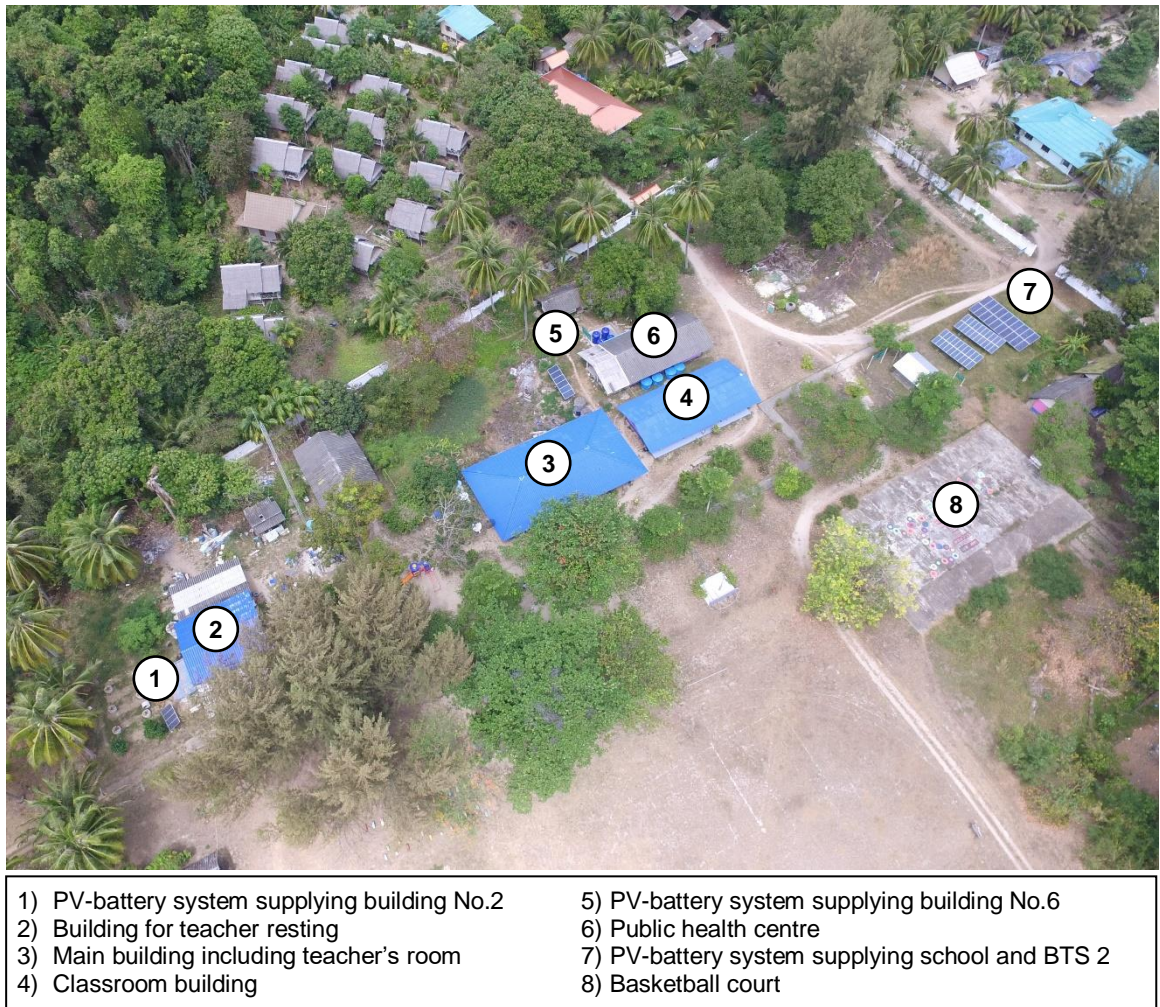 7
5
6
4
3
8
2
1
1) PV-battery system supplying building No.2
2) Building for teacher resting
3) Main building including teacher's room
4) Classroom building
5) PV-battery system supplying building No.6
6) Public health centre
7) PV-battery system supplying school and BTS 2
8) Basketball court